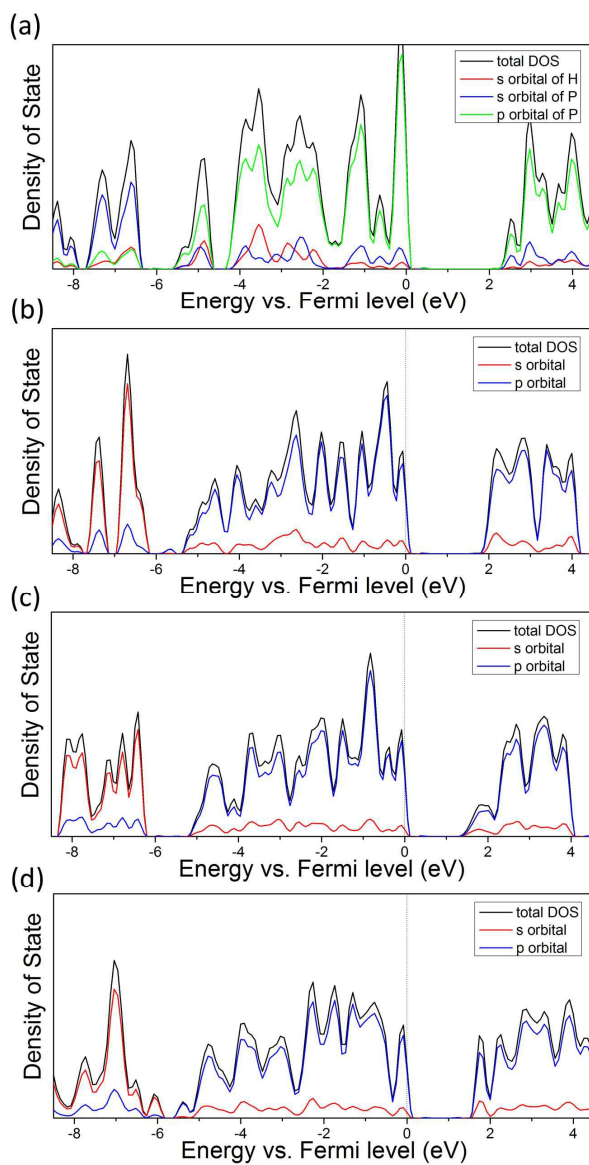 (a)
Density of State
total DOS
s orbital of H
s orbital of P
p orbital of P
-8 -6 -4 -2 0 2 4
Energy vs. Fermi level (eV)
(b)
Density of State
total DOS
s orbital
p orbital
-8 -6 -4 -2 0 2 4
Energy vs. Fermi level (eV)
(c)
Density of State
total DOS
s orbital
p orbital
-8 -6 -4 -2 0 2 4
Energy vs. Fermi level (eV)
(d)
Density of State
total DOS
s orbital
p orbital
-8 -6 -4 -2 0 2 4
Energy vs. Fermi level (eV)